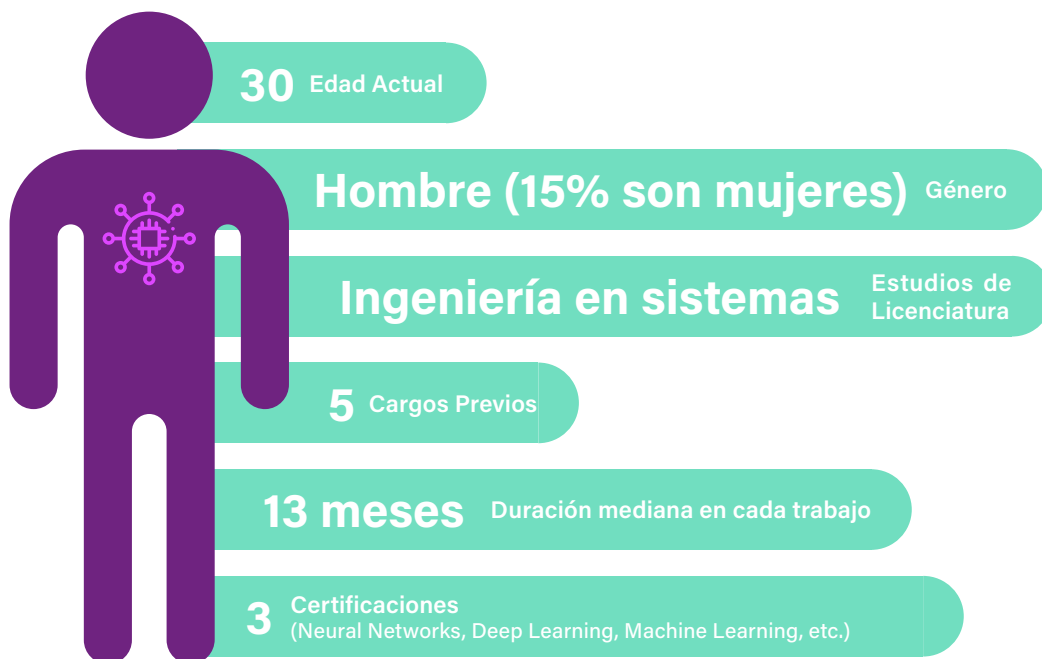 30 Edad Actual
Hombre (15% son mujeres) Género
Ingeniería en sistemas Estudios de
Licenciatura
5 Cargos Previos
13 meses Duración mediana en cada trabajo
3 Certificaciones
(Neural Networks, Deep Learning, Machine Learning, etc.)